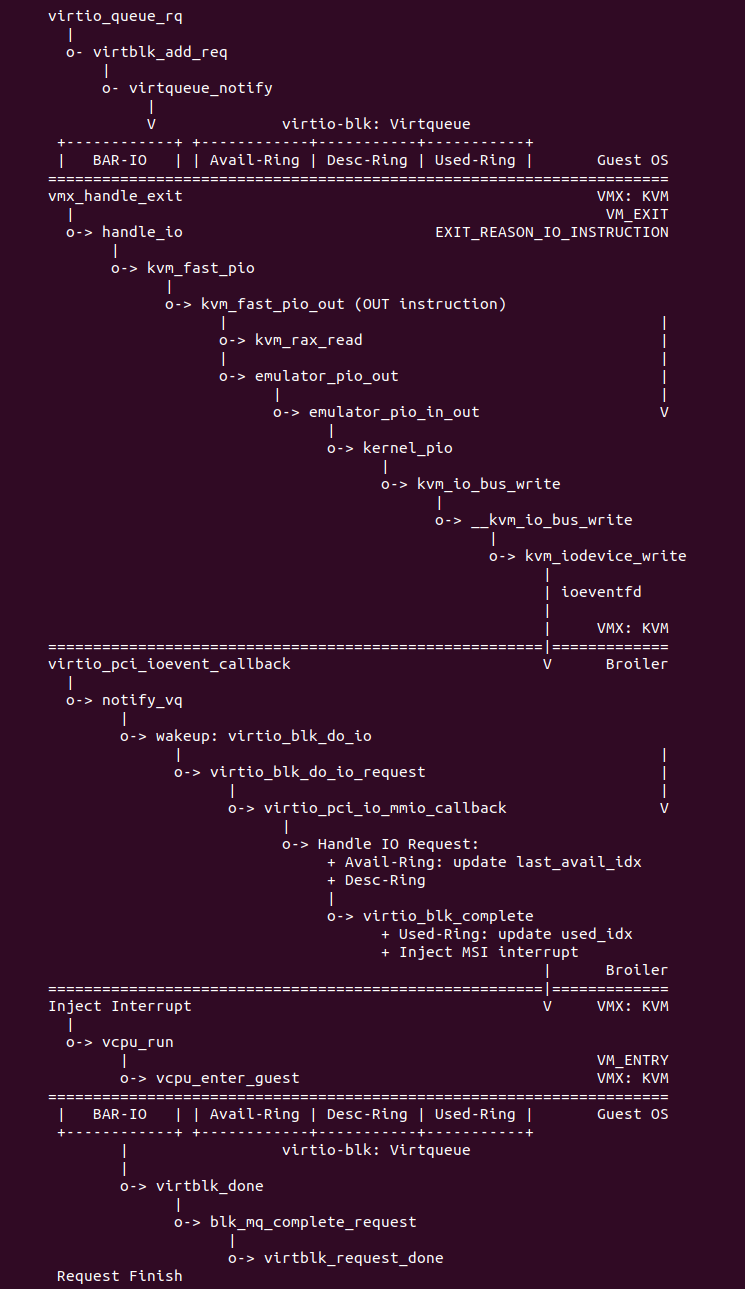 virtio_queue_rq
  |
  o- virtblk_add_req
      |
      o- virtqueue_notify
           |
           V              virtio-blk: Virtqueue
 +------------+ +------------+-----------+-----------+
 |   BAR-IO   | | Avail-Ring | Desc-Ring | Used-Ring |       Guest OS
=====================================================================
vmx_handle_exit                                              VMX: KVM
  |                                                           VM_EXIT
  o-> handle_io                            EXIT_REASON_IO_INSTRUCTION
       |
       o-> kvm_fast_pio
             |
             o-> kvm_fast_pio_out (OUT instruction)
                   |                                                |
                   o-> kvm_rax_read                                 |
                   |                                                |
                   o-> emulator_pio_out                             |
                         |                                          |
                         o-> emulator_pio_in_out                    V
                               |
                               o-> kernel_pio
                                     |
                                     o-> kvm_io_bus_write
                                           |
                                           o-> __kvm_io_bus_write
                                                 |
                                                 o-> kvm_iodevice_write
                                                       |
                                                       | ioeventfd
                                                       |
                                                       |     VMX: KVM
=======================================================|=============
virtio_pci_ioevent_callback                            V      Broiler
  |
  o-> notify_vq
        |
        o-> wakeup: virtio_blk_do_io
              |                                                     |
              o-> virtio_blk_do_io_request                          |
                    |                                               |
                    o-> virtio_pci_io_mmio_callback                 V
                          |
                          o-> Handle IO Request:
                               + Avail-Ring: update last_avail_idx
                               + Desc-Ring
                               |
                               o-> virtio_blk_complete
                                     + Used-Ring: update used_idx
                                     + Inject MSI interrupt
                                                       |      Broiler
=======================================================|=============
Inject Interrupt                                       V     VMX: KVM
  |
  o-> vcpu_run
        |                                                    VM_ENTRY
        o-> vcpu_enter_guest                                 VMX: KVM
=====================================================================
 |   BAR-IO   | | Avail-Ring | Desc-Ring | Used-Ring |       Guest OS
 +------------+ +------------+-----------+-----------+
        |                 virtio-blk: Virtqueue
        |
        o-> virtblk_done
              |
              o-> blk_mq_complete_request
                    |
                    o-> virtblk_request_done
 Request Finish